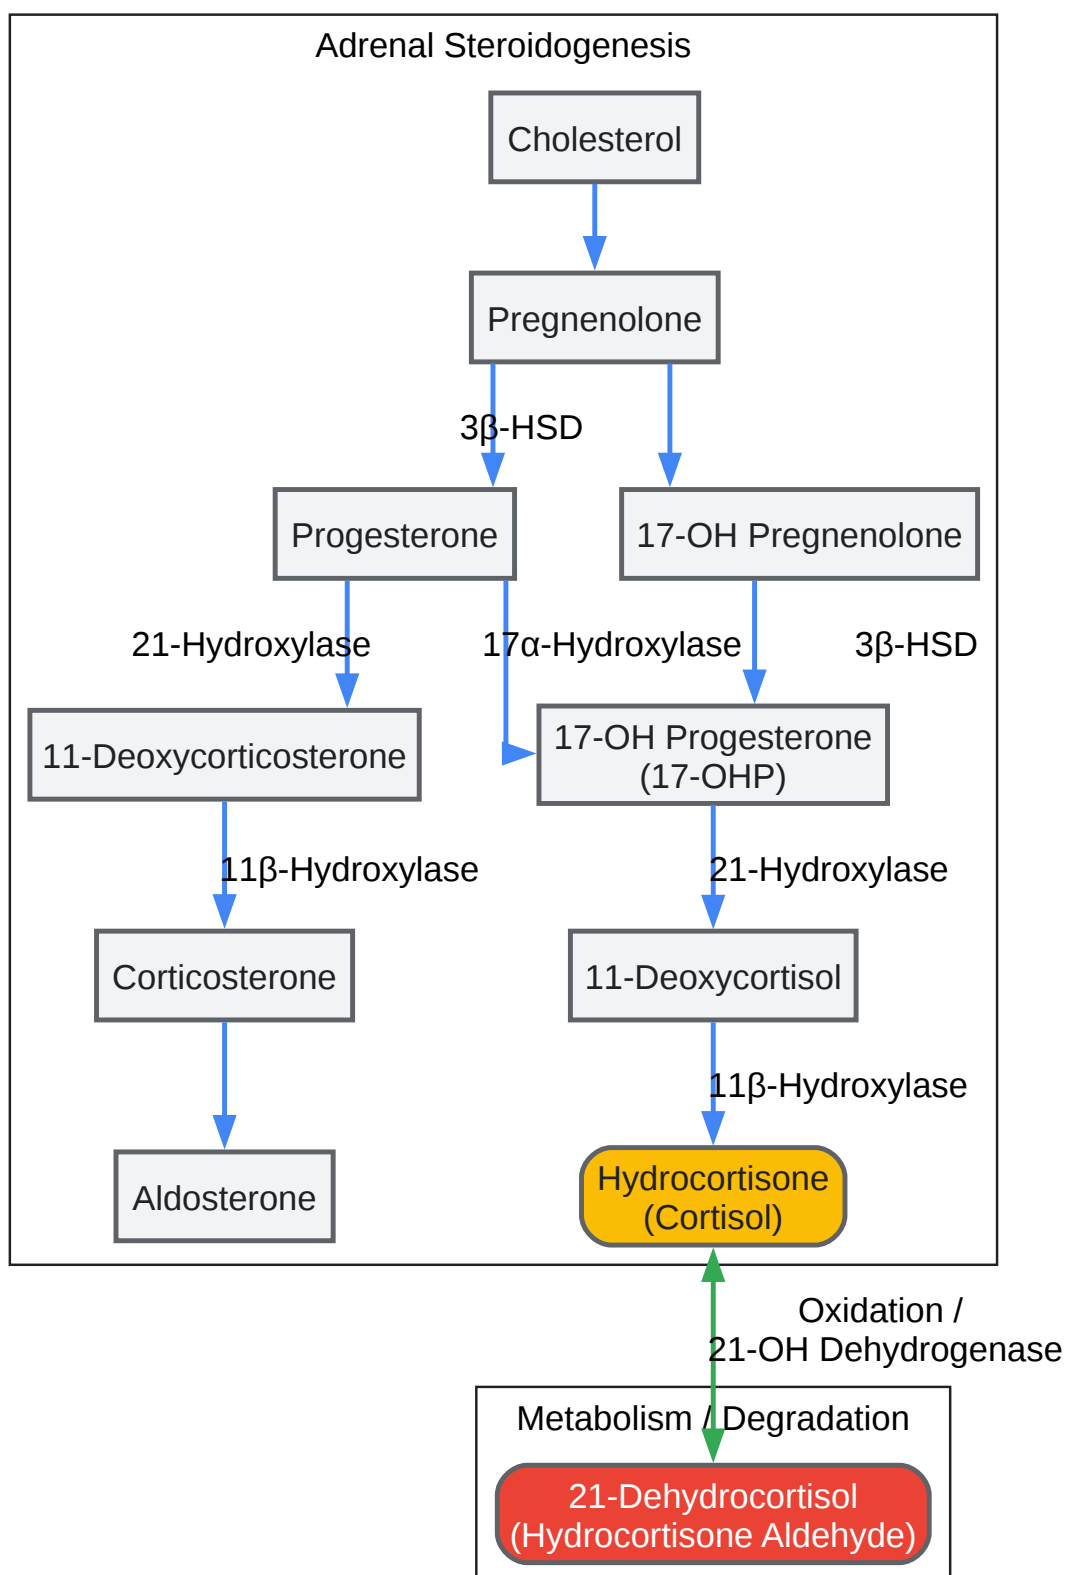 Adrenal Steroidogenesis
Cholesterol
Pregnenolone
3β-HSD
Progesterone
17-OH Pregnenolone
21-Hydroxylase
17α-Hydroxylase
3β-HSD
11-Deoxycorticosterone
17-OH Progesterone
(17-OHP)
11β-Hydroxylase
21-Hydroxylase
Corticosterone
11-Deoxycortisol
11β-Hydroxylase
Aldosterone
Hydrocortisone
(Cortisol)
Oxidation /
21-OH Dehydrogenase
Metabolism / Degradation
21-Dehydrocortisol
(Hydrocortisone Aldehyde)